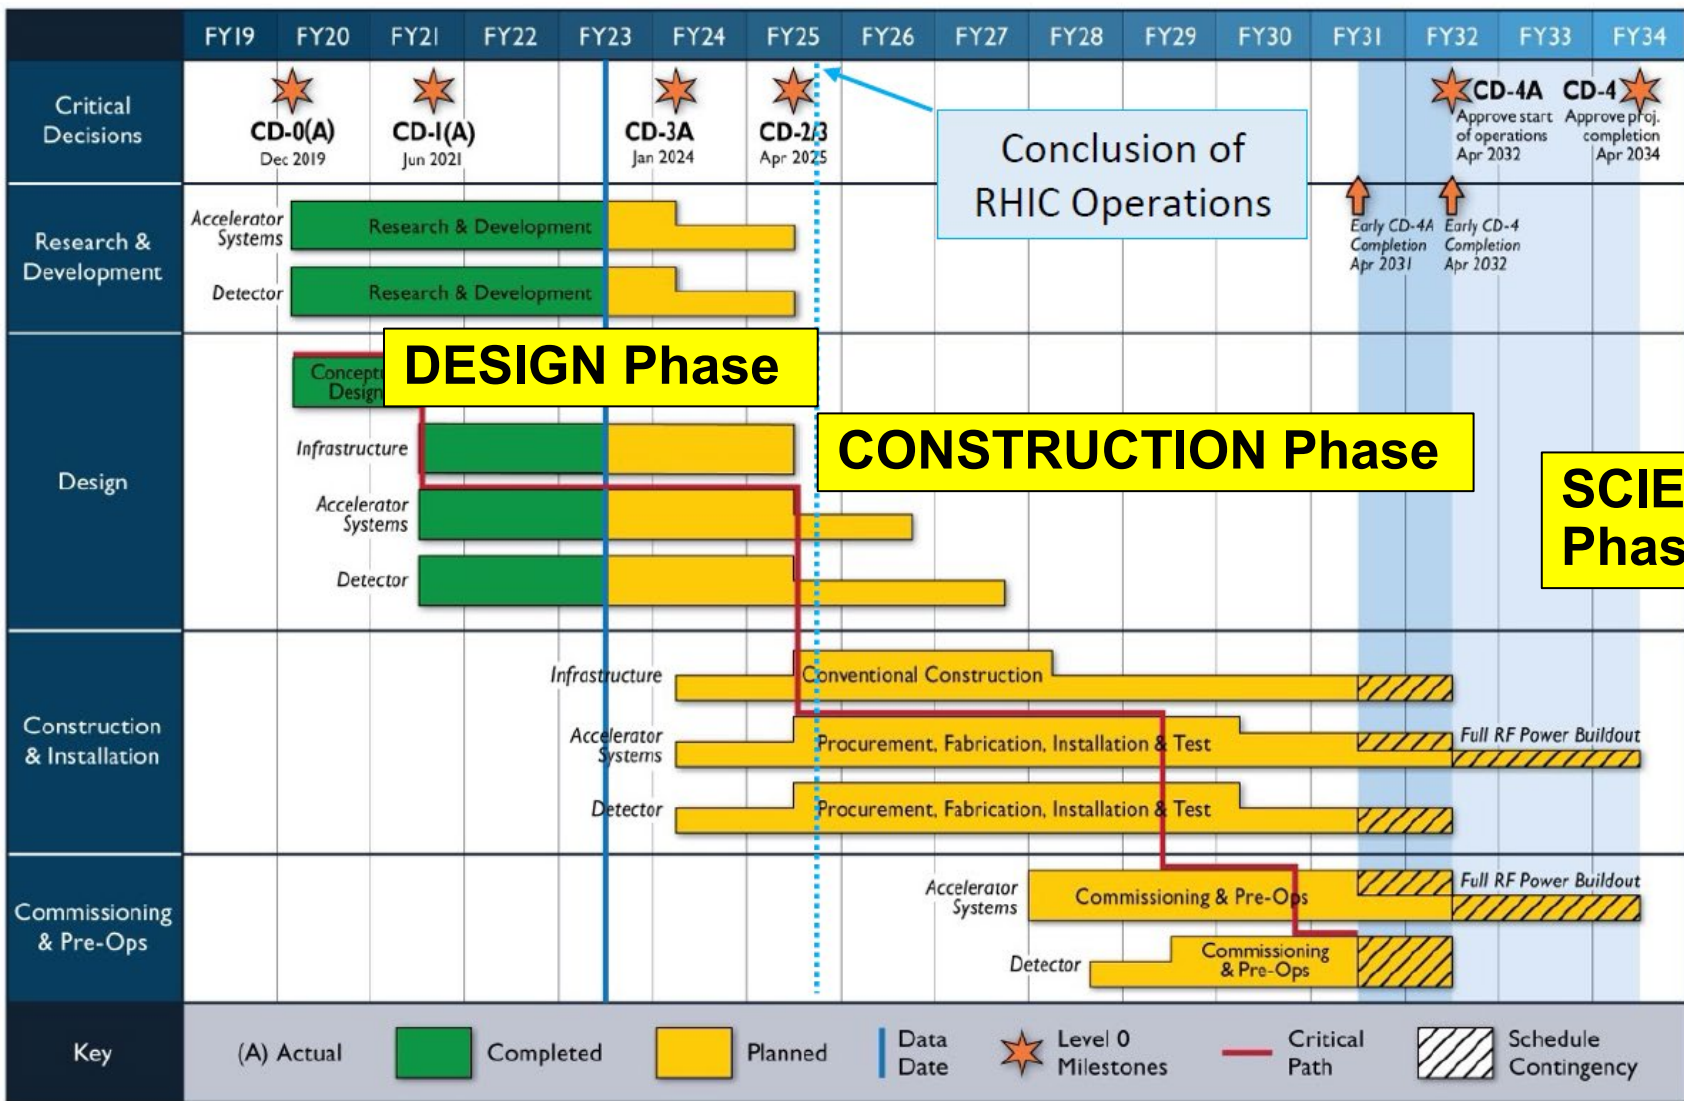 FY19 FY20 FY21 FY22 FY23 FY24 FY25 FY26 FY27 FY28 FY29 FY30 FY31 FY32 FY33 FY34
Critical
Decisions
CD-0(A)
Dec 2019
CD-1(A)
Jun 2021
CD-3A
Jan 2024
CD-2/3
Apr 2025
Conclusion of
RHIC Operations
CD-4A
Approve start
of operations
Apr 2032
CD-4
Approve proj.
completion
Apr 2034
Early CD-4A
Completion
Apr 2031
Early CD-4
Completion
Apr 2032
Research &
Development
Accelerator
Systems
Research & Development
Detector
Research & Development
DESIGN Phase
Design
Design
Infrastructure
CONSTRUCTION Phase
Accelerator
Systems
Detector
Construction
& Installation
Infrastructure
Conventional Construction
Accelerator
Systems
Procurement, Fabrication, Installation & Test
Full RF Power Buildout
Detector
Procurement, Fabrication, Installation & Test
Commissioning
& Pre-Ops
Accelerator
Systems
Commissioning & Pre-Ops
Full RF Power Buildout
Detector
Commissioning
& Pre-Ops
Key
(A) Actual
Completed
Planned
Data
Date
Level 0
Milestones
Critical
Path
Schedule
Contingency